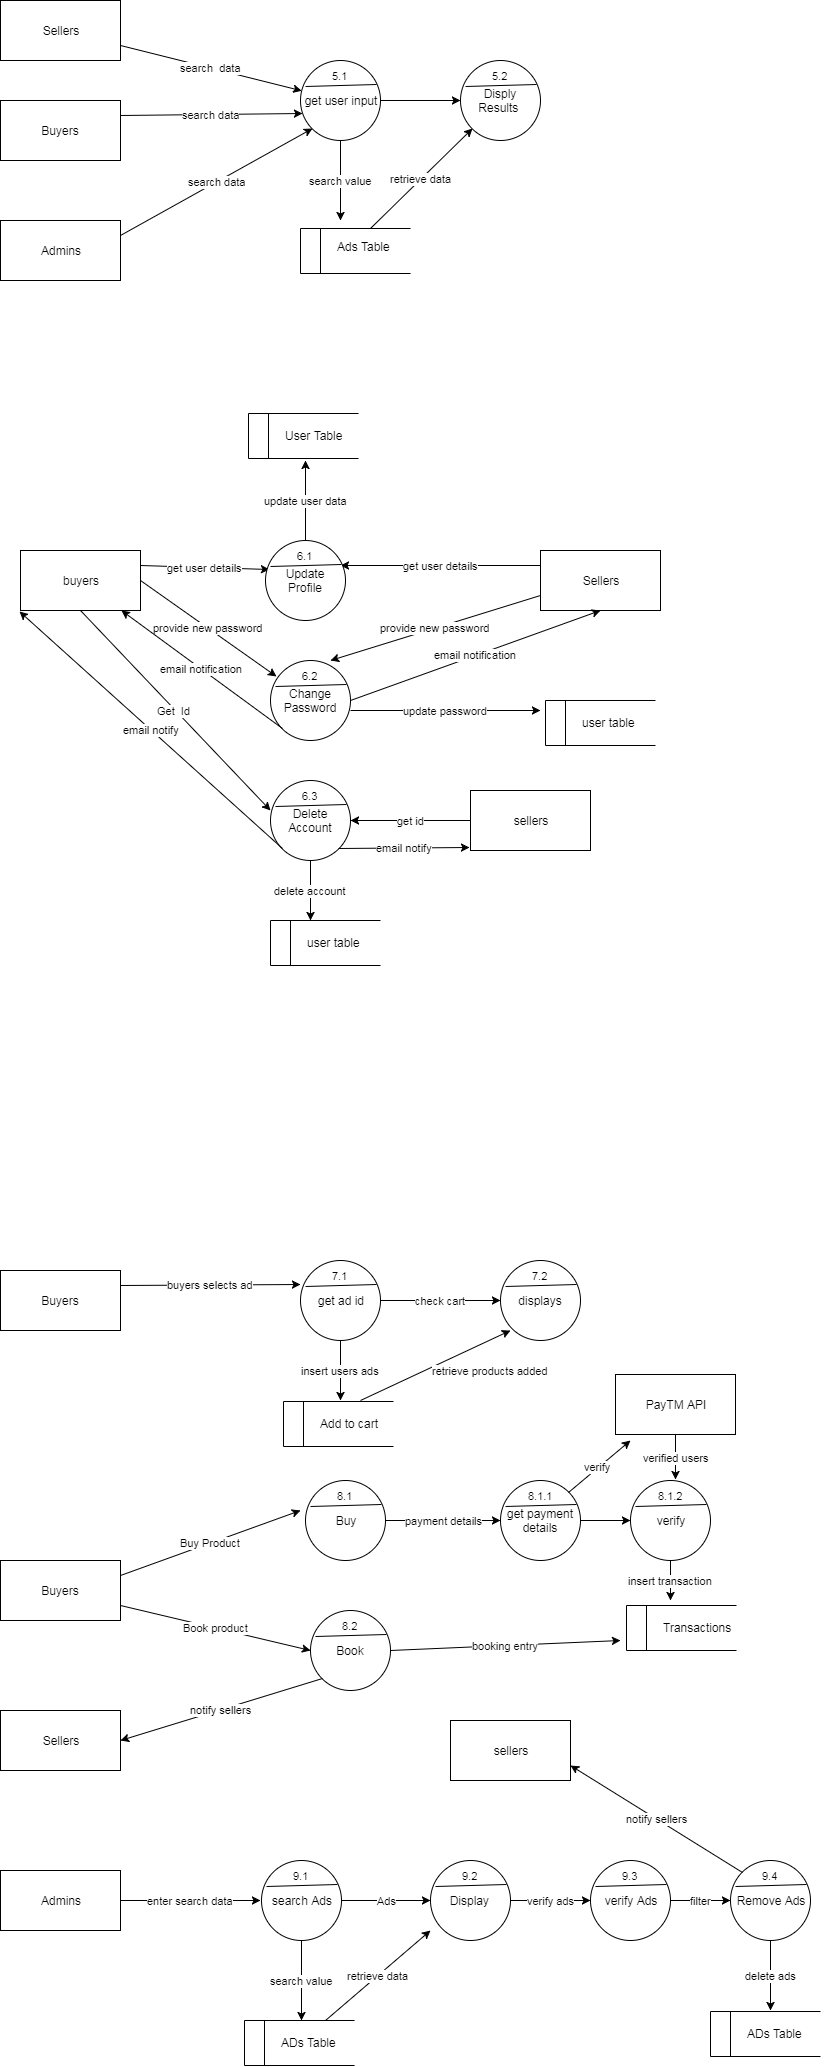 Sellers
search  data
5.1
get user input
5.2
Disply
Results
Buyers
search data
search data
search value
retrieve data
Admins
Ads Table
User Table
update user data
buyers
get user details
6.1
Update
Profile
get user details
Sellers
provide new password
provide new password
email notification
email notification
6.2
Change
Password
Get  Id
update password
user table
email notify
6.3
Delete
Account
get id
sellers
email notify
delete account
user table
Buyers
buyers selects ad
7.1
get ad id
check cart
7.2
displays
insert users ads
retrieve products added
Add to cart
PayTM API
verify
verified users
8.1
Buy
payment details
8.1.1
get payment
details
8.1.2
verify
Buy Product
Buyers
insert transaction
Book product
8.2
Book
booking entry
Transactions
notify sellers
Sellers
sellers
notify sellers
Admins
enter search data
9.1
search Ads
Ads
9.2
Display
verify ads
9.3
verify Ads
filter
9.4
Remove Ads
search value
retrieve data
delete ads
ADs Table
ADs Table